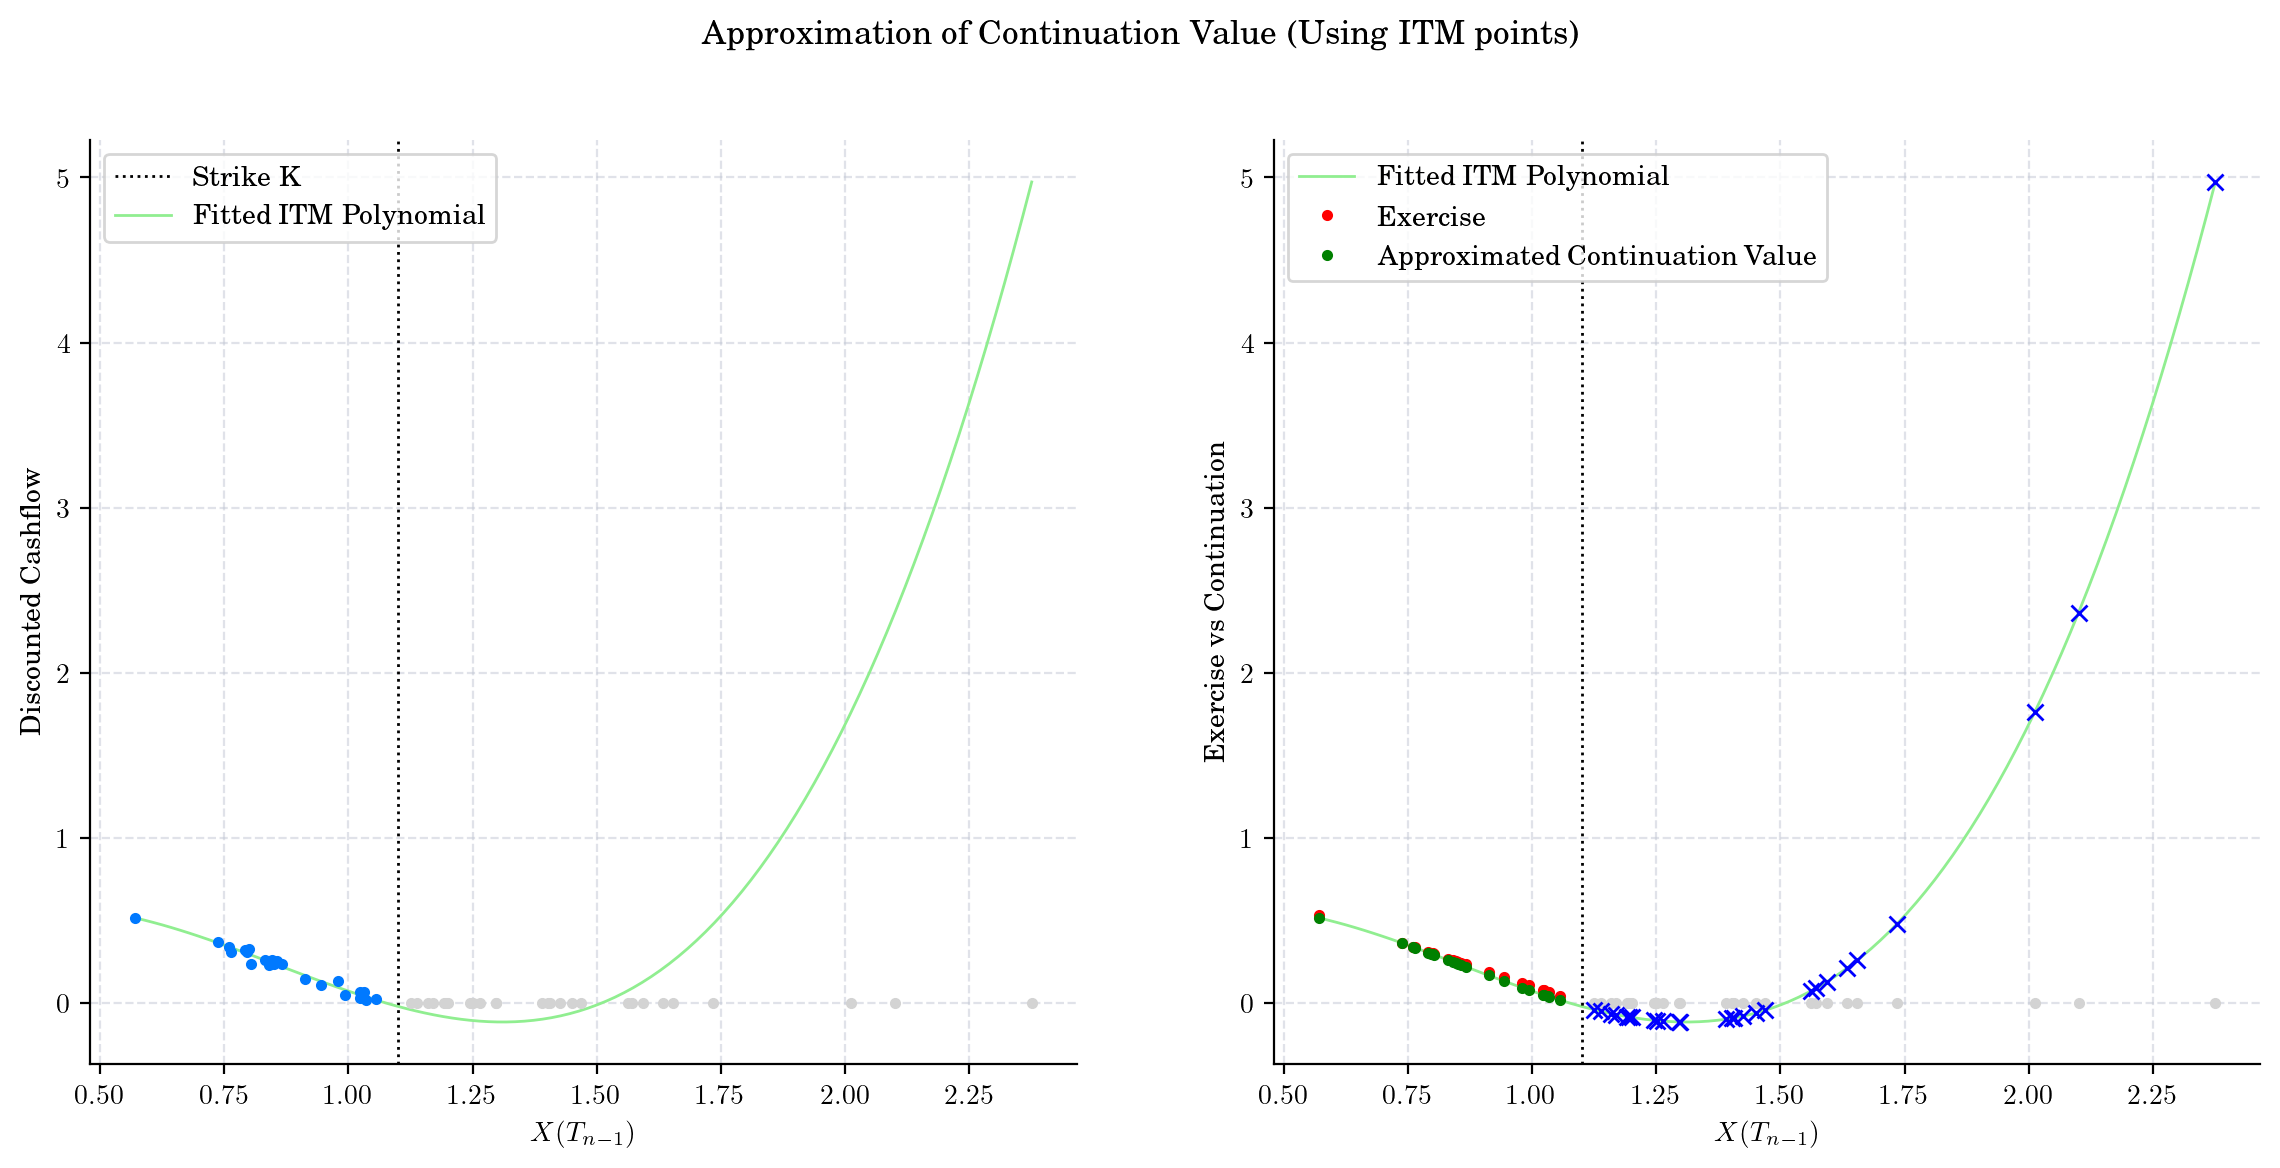 Approximation of Continuation Value (Using ITM points)
Strike K
Fitted ITM Polynomial
5
4
3
2
1
0
Discounted Cashflow
0.50 0.75 1.00 1.25 1.50 1.75 2.00 2.25
X(Tₙ₋₁)
Fitted ITM Polynomial
Exercise
Approximated Continuation Value
5
4
3
2
1
0
Exercise vs Continuation
0.50 0.75 1.00 1.25 1.50 1.75 2.00 2.25
X(Tₙ₋₁)